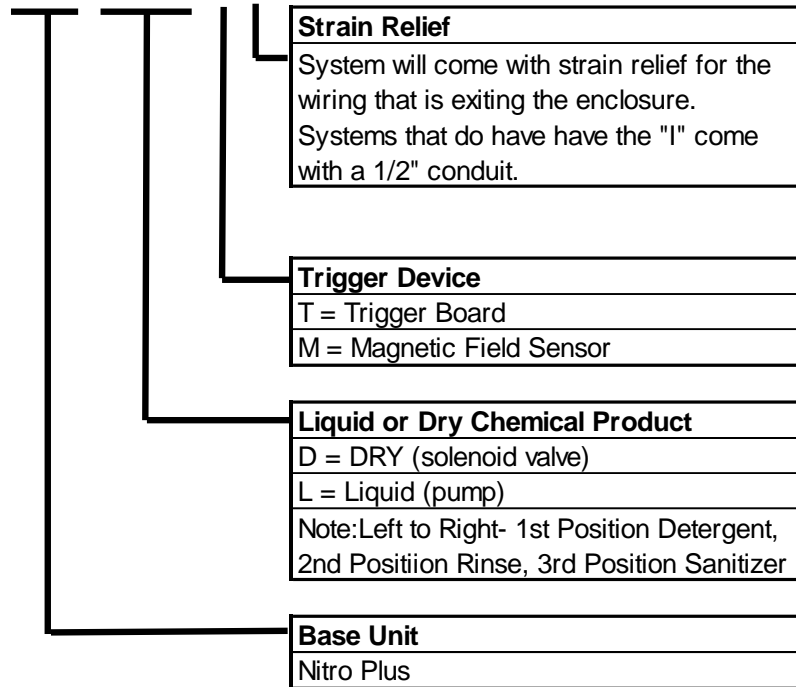 Strain Relief
System will come with strain relief for the
wiring that is exiting the enclosure.
Systems that do have have the "I" come
with a 1/2" conduit.
Trigger Device
T = Trigger Board
M = Magnetic Field Sensor
Liquid or Dry Chemical Product
D = DRY (solenoid valve)
L = Liquid (pump)
Note:Left to Right- 1st Position Detergent,
2nd Positiion Rinse, 3rd Position Sanitizer
Base Unit
Nitro Plus